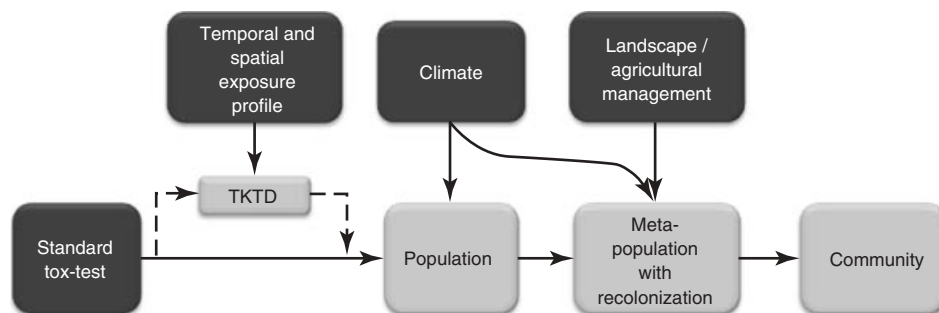 Temporal and
spatial
exposure
profile
Climate
Landscape /
agricultural
management
TKTD
Standard
tox-test
Population
Meta-
population
with
recolonization
Community